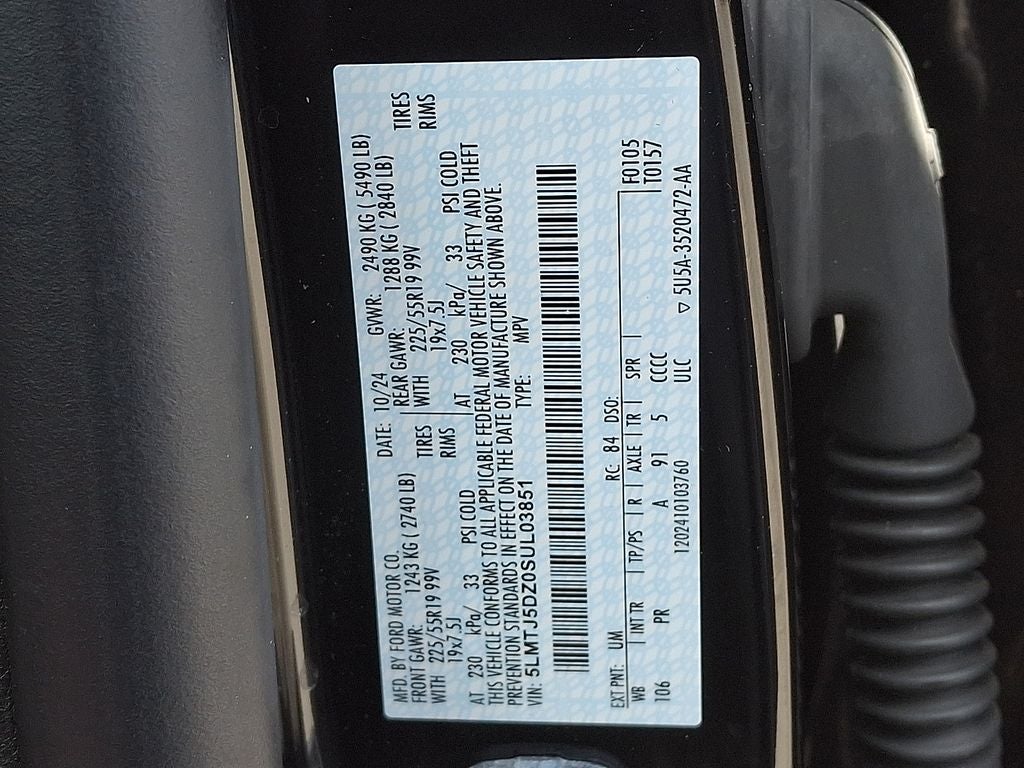 MFD. BY FORD MOTOR CO.
DATE: 10/24 GVWR: 2490 KG ( 5490 LB)
FRONT GAWR: 1243 KG ( 2740 LB) REAR GAWR: 1288 KG ( 2840 LB)
WITH 225/55R19 99V TIRES WITH 225/55R19 99V TIRES
19x7.5J RIMS 19x7.5J RIMS
AT 230 kPa/ 33 PSI COLD AT 230 kPa/ 33 PSI COLD
THIS VEHICLE CONFORMS TO ALL APPLICABLE FEDERAL MOTOR VEHICLE SAFETY AND THEFT
PREVENTION STANDARDS IN EFFECT ON THE DATE OF MANUFACTURE SHOWN ABOVE.
VIN: 5LMTJ5DZ0SUL03851 TYPE: MPV
EXT PNT: UM RC: 84 DSO: F0105
WB INT TR TP/PS R AXLE TR SPR T0157
106 PR A 91 5 CCCC
120241013760 ULC ▽ 5U5A-3520472-AA